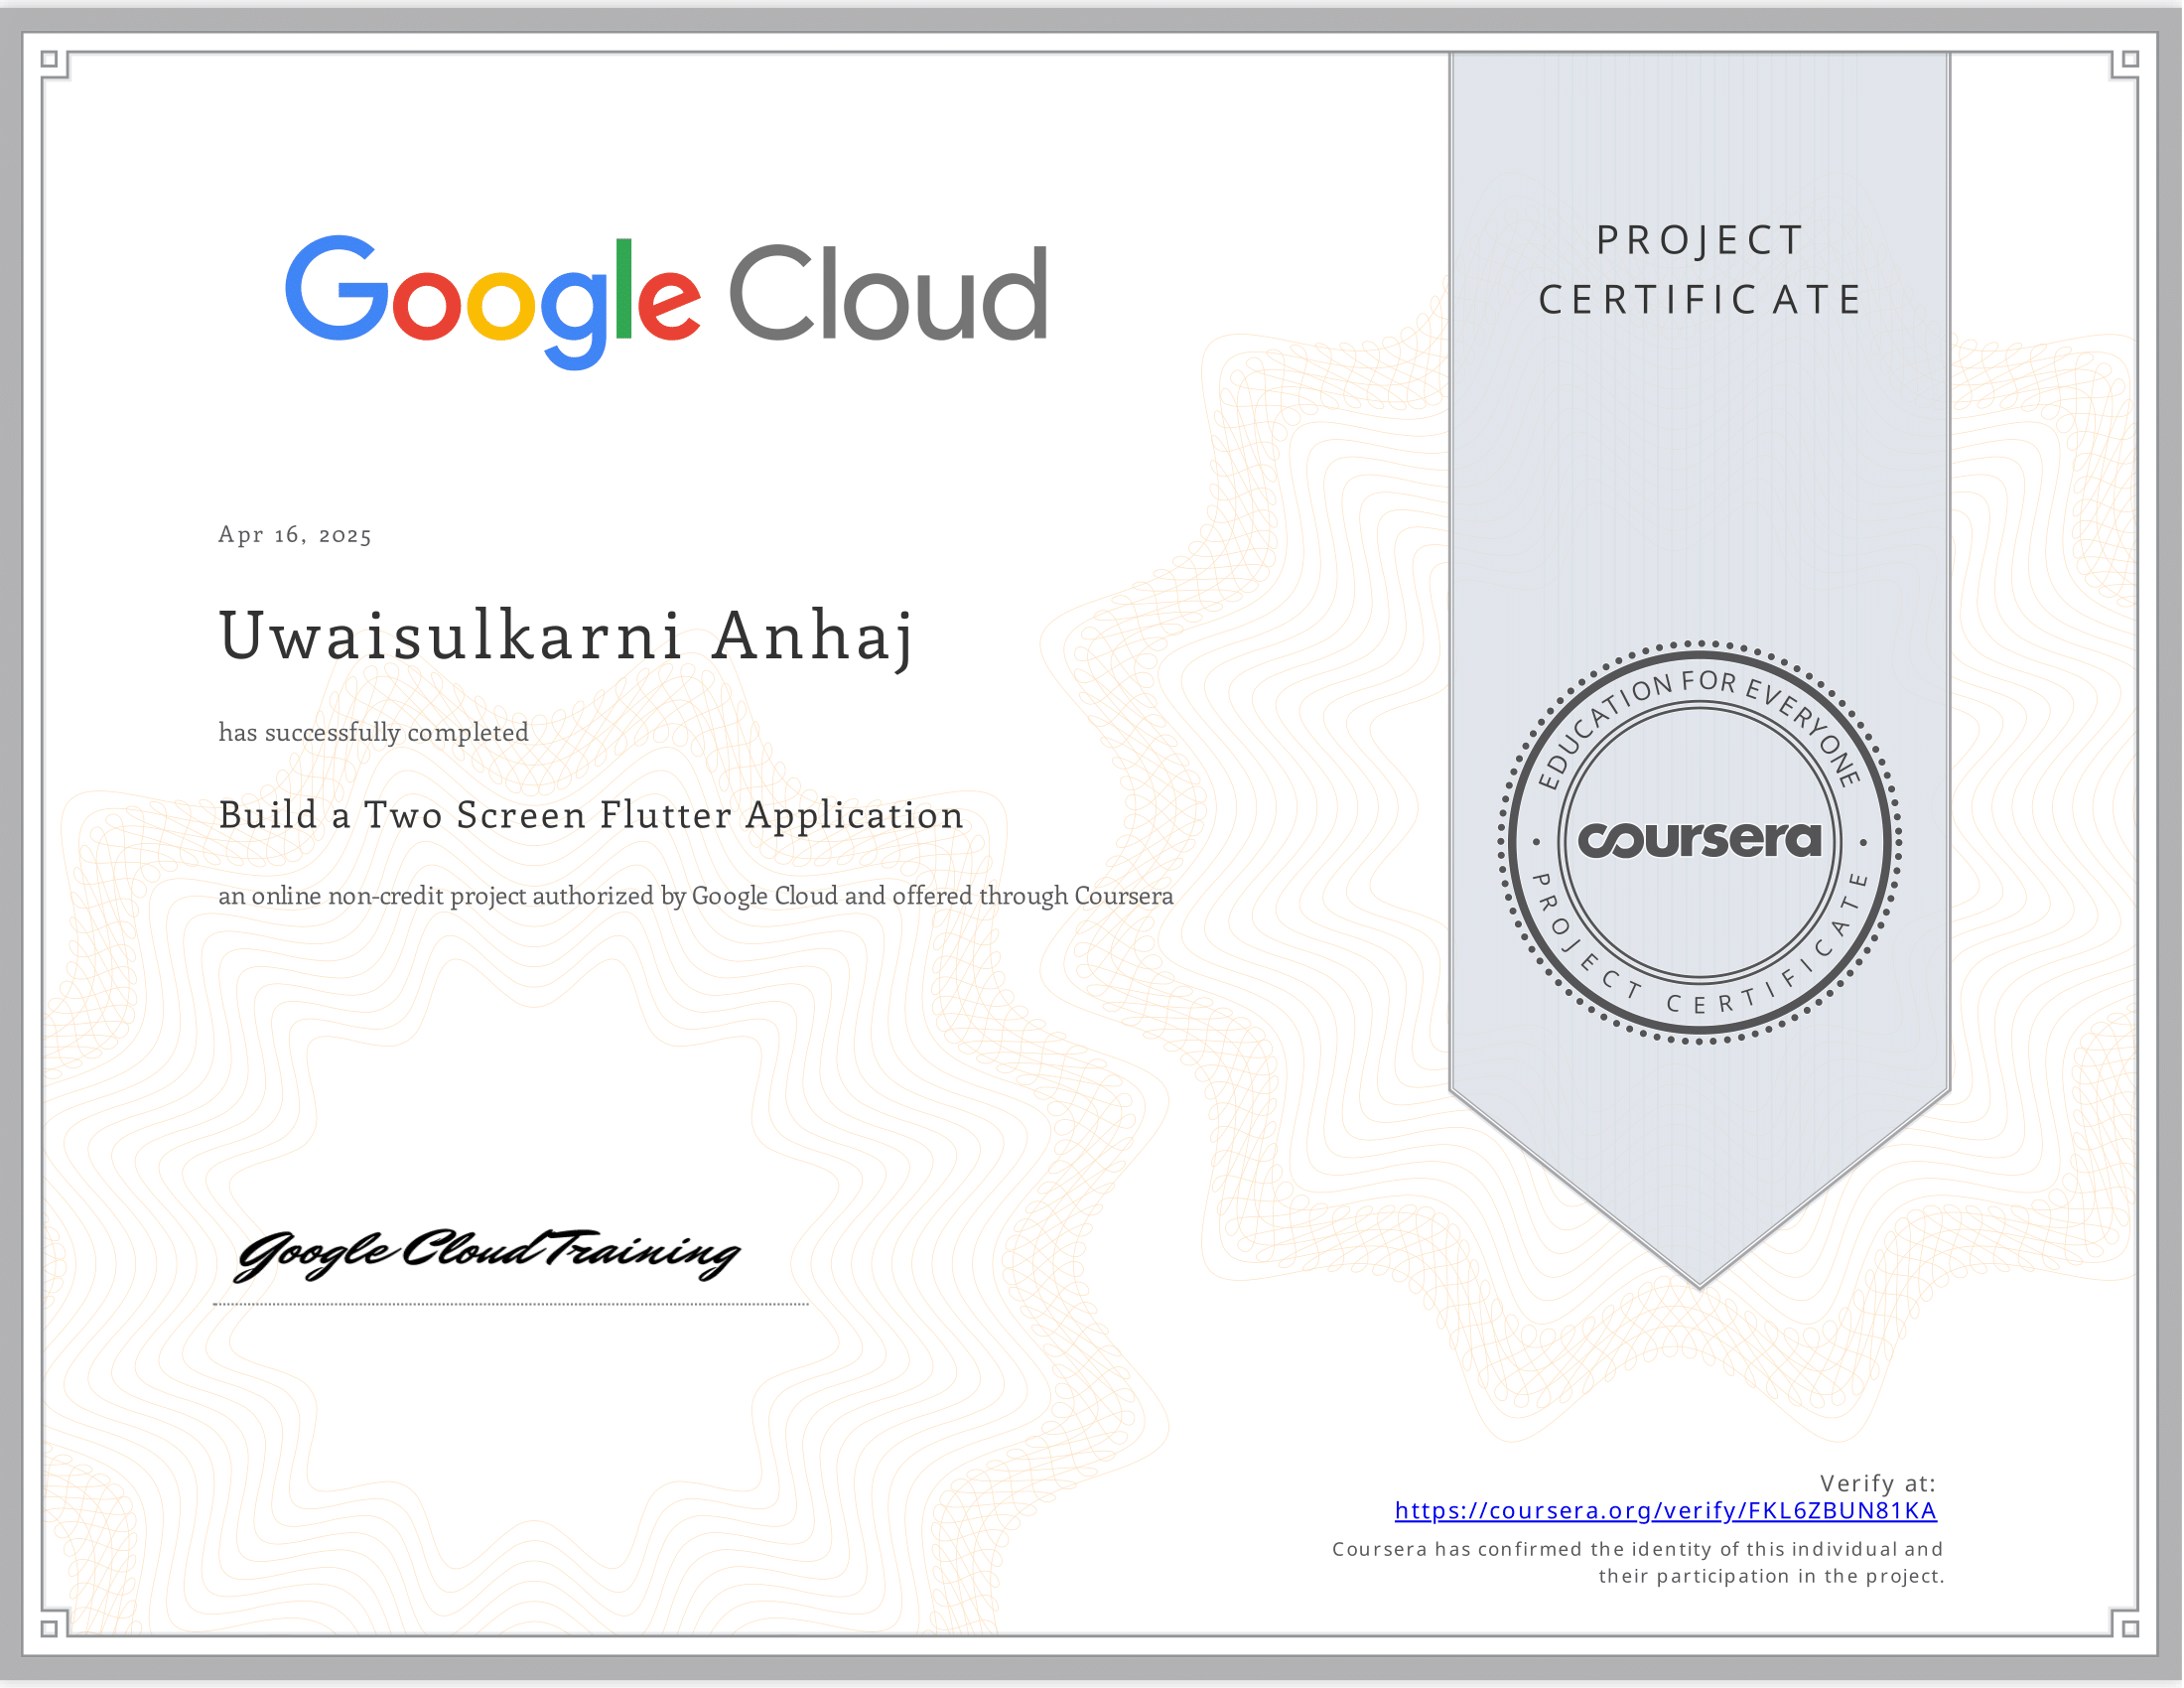 Google Cloud
PROJECT
CERTIFICATE
Apr 16, 2025
Uwaisulkarni Anhaj
has successfully completed
Build a Two Screen Flutter Application
an online non-credit project authorized by Google Cloud and offered through Coursera
EDUCATION FOR EVERYONE
coursera
PROJECT CERTIFICATE
Google Cloud Training
Verify at:
https://coursera.org/verify/FKL6ZBUN81KA
Coursera has confirmed the identity of this individual and
their participation in the project.